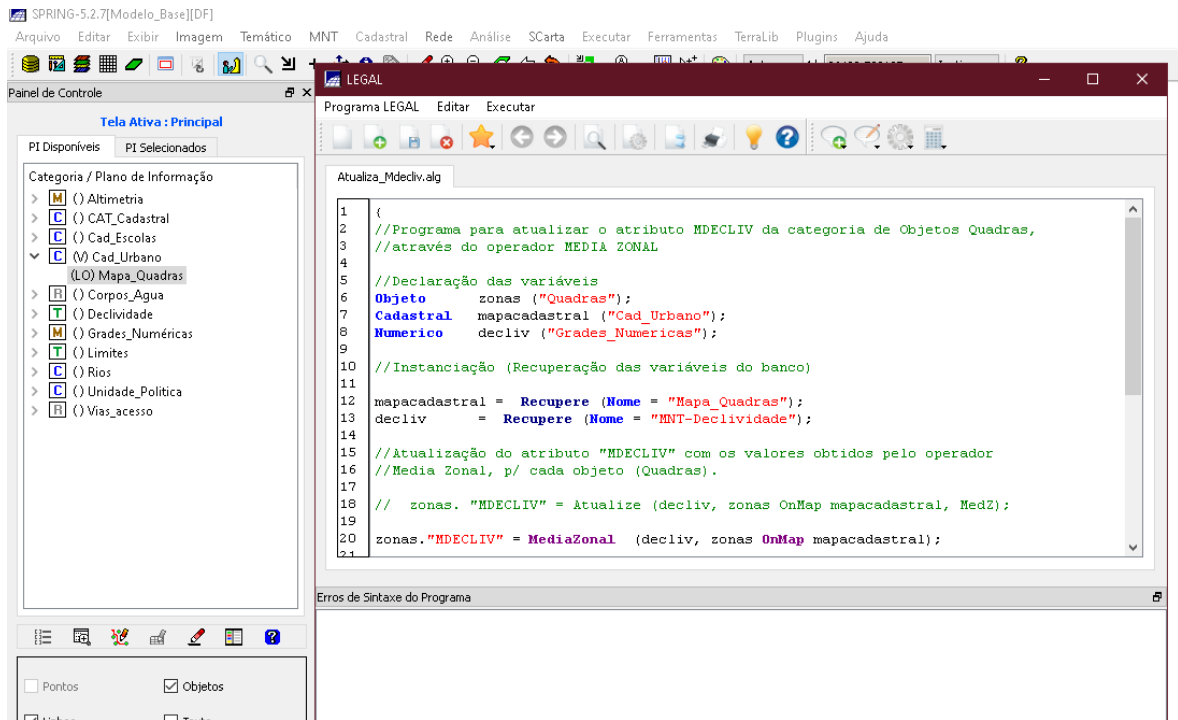 SPRING-5.2.7[Modelo_Base][DF]
Arquivo Editar Exibir Imagem Temático MNT Cadastral Rede Análise SCarta Executar Ferramentas TerraLib Plugins Ajuda
Painel de Controle
Tela Ativa : Principal
PI Disponíveis PI Selecionados
Categoria / Plano de Informação
M () Altimetria
C () CAT_Cadastral
C () Cad_Escolas
C (V) Cad_Urbano
(LO) Mapa_Quadras
R () Corpos_Agua
T () Declividade
M () Grades_Numéricas
T () Limites
C () Rios
C () Unidade_Politica
R () Vias_acesso
Pontos Objetos
LEGAL
Programa LEGAL Editar Executar
Atualiza_Mdecliv.alg
1 {
2 //Programa para atualizar o atributo MDECLIV da categoria de Objetos Quadras,
3 //através do operador MEDIA ZONAL
4
5 //Declaração das variáveis
6 Objeto zonas ("Quadras");
7 Cadastral mapacadastral ("Cad_Urbano");
8 Numerico decliv ("Grades_Numericas");
9
10 //Instanciação (Recuperação das variáveis do banco)
11
12 mapacadastral = Recupere (Nome = "Mapa_Quadras");
13 decliv = Recupere (Nome = "MNT-Declividade");
14
15 //Atualização do atributo "MDECLIV" com os valores obtidos pelo operador
16 //Media Zonal, p/ cada objeto (Quadras).
17
18 // zonas. "MDECLIV" = Atualize (decliv, zonas OnMap mapacadastral, MedZ);
19
20 zonas."MDECLIV" = MediaZonal (decliv, zonas OnMap mapacadastral);
21
Erros de Sintaxe do Programa